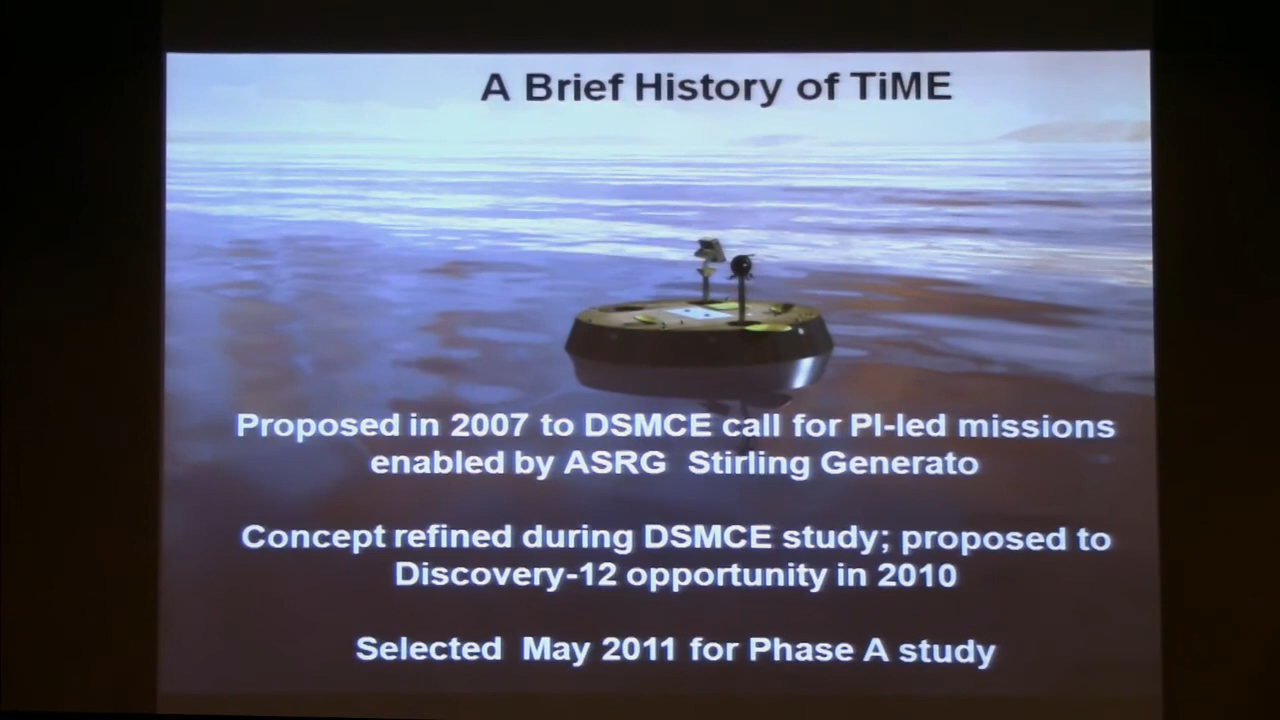 A Brief History of TiME
Proposed in 2007 to DSMCE call for PI-led missions
enabled by ASRG Stirling Generato
Concept refined during DSMCE study; proposed to
Discovery-12 opportunity in 2010
Selected May 2011 for Phase A study